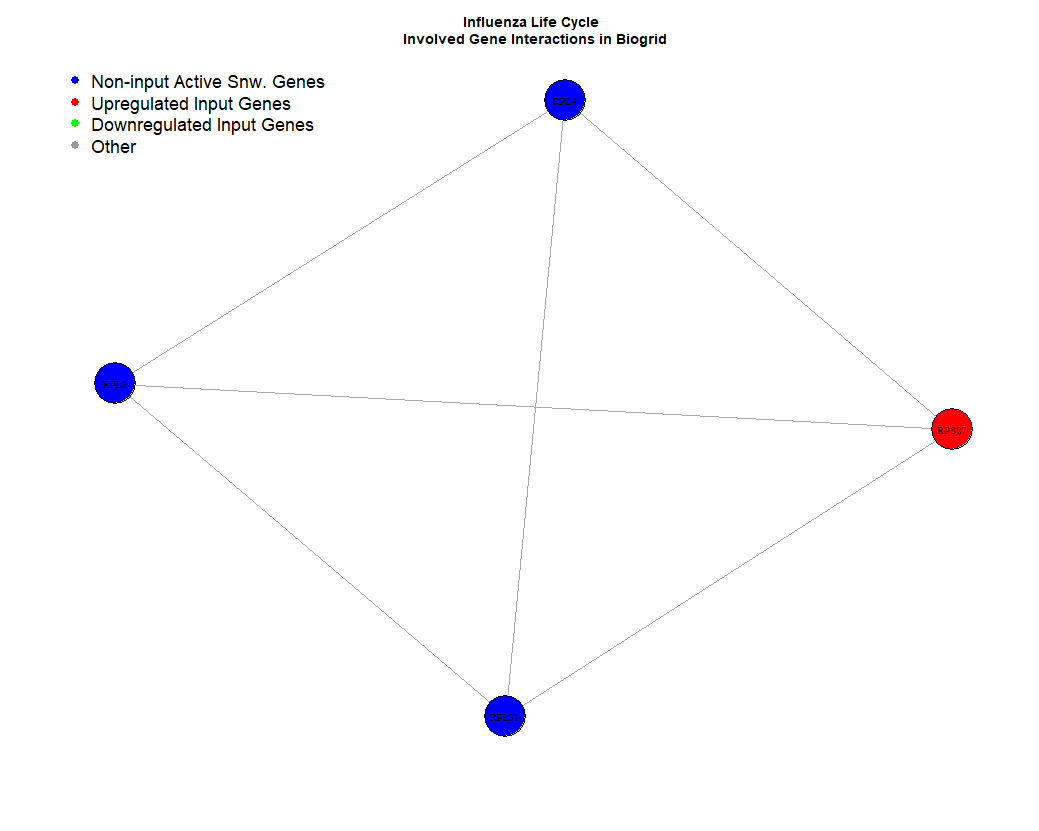 Influenza Life Cycle
Involved Gene Interactions in Biogrid
Non-input Active Snw. Genes
Upregulated Input Genes
Downregulated Input Genes
Other
RPL4
RPS27
RPL31